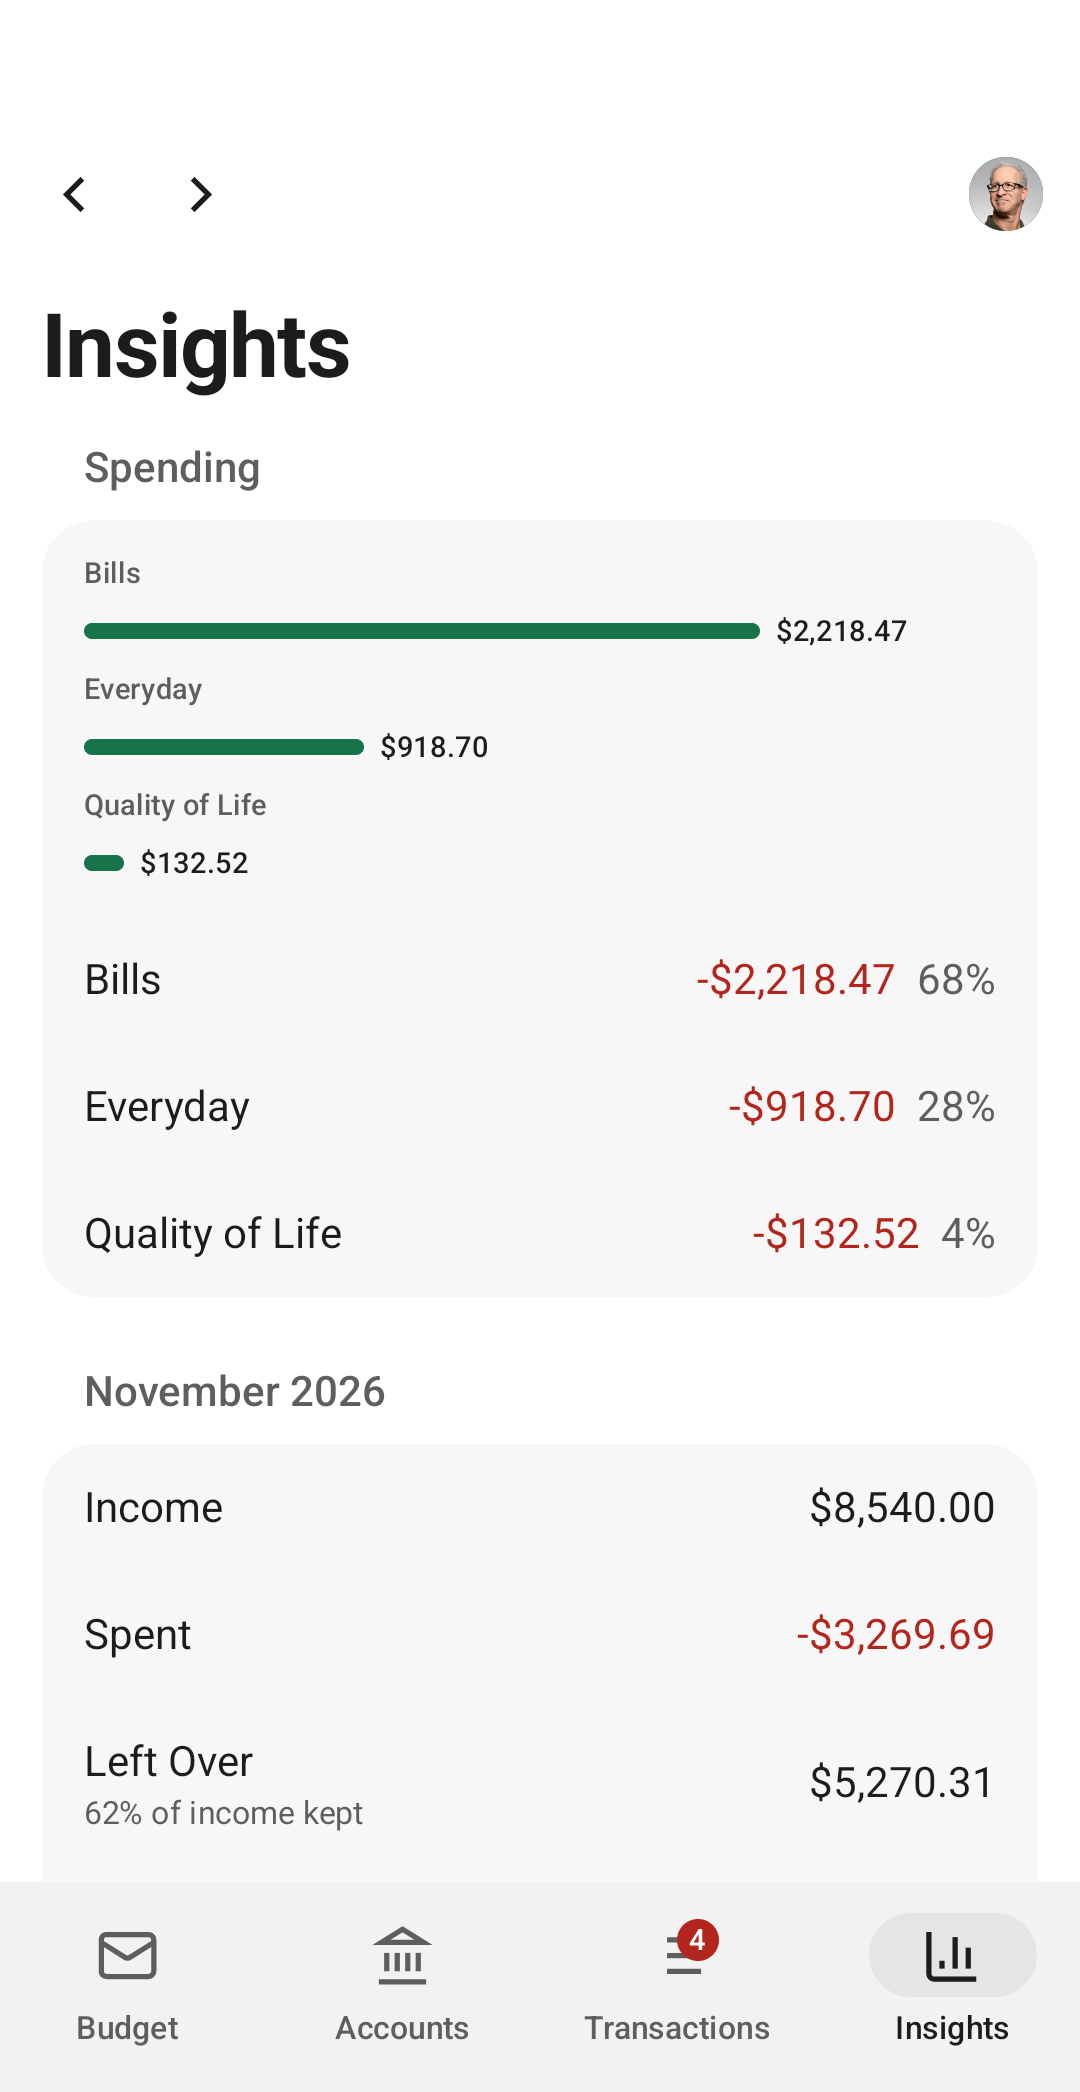 Insights
Spending
Bills
$2,218.47
Everyday
$918.70
Quality of Life
$132.52
Bills -$2,218.47 68%
Everyday -$918.70 28%
Quality of Life -$132.52 4%
November 2026
Income $8,540.00
Spent -$3,269.69
Left Over $5,270.31
62% of income kept
4
Budget Accounts Transactions Insights